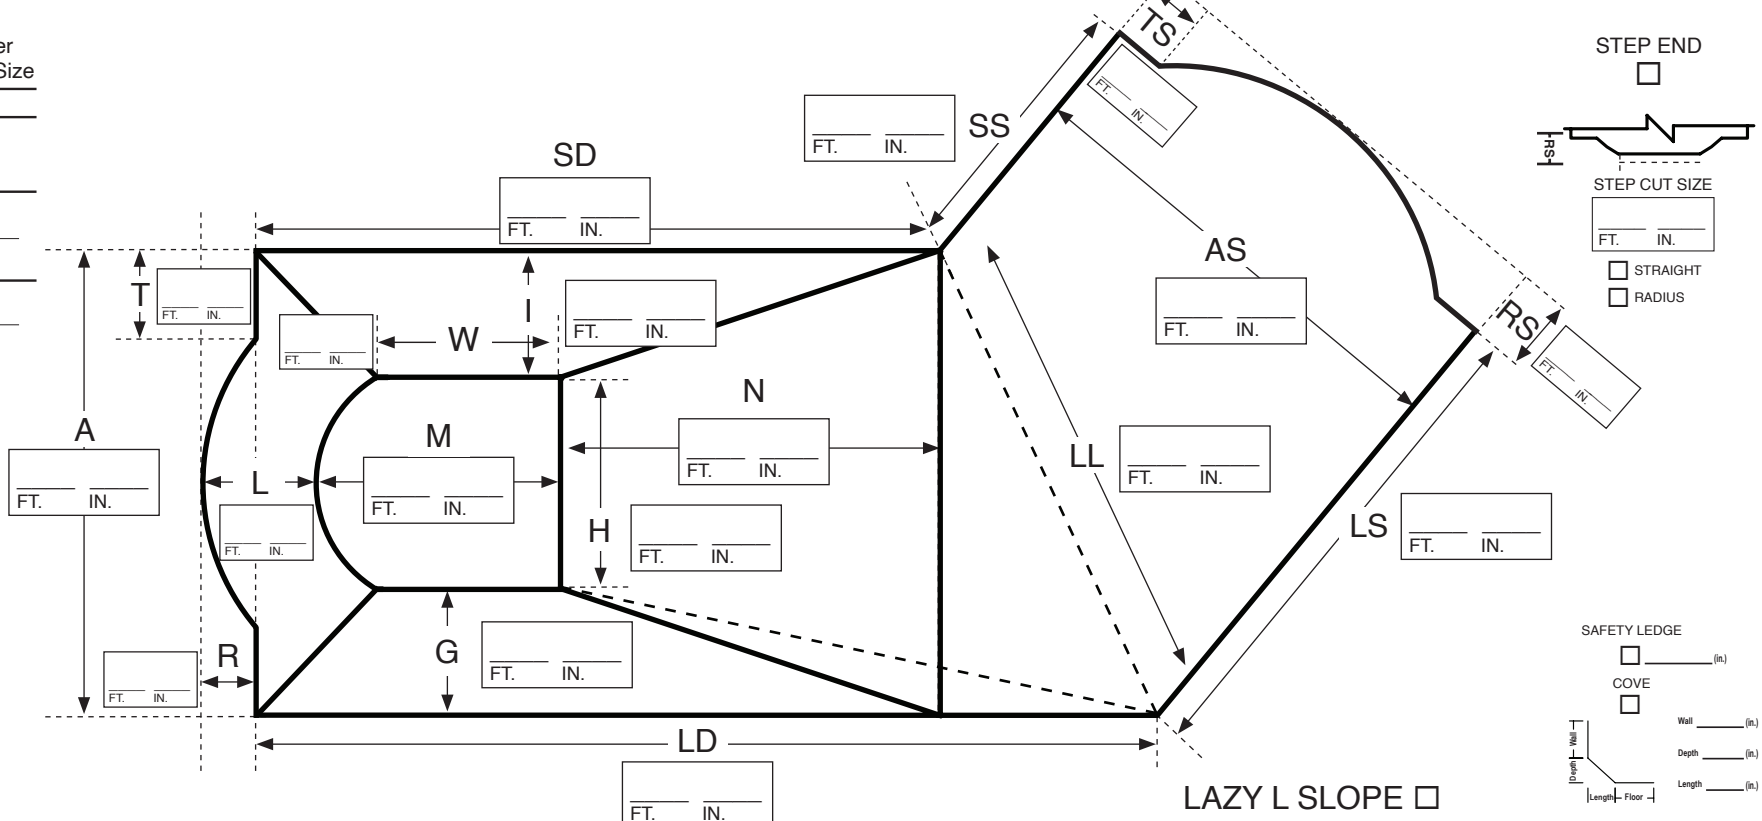 er
Size
TS
FT. IN.
STEP END
SS
FT. IN.
SD
FT. IN.
RS
STEP CUT SIZE
FT. IN.
STRAIGHT
RADIUS
AS
FT. IN.
T
FT. IN.
I
FT. IN.
W
FT. IN.
RS
FT. IN.
N
FT. IN.
A
FT. IN.
M
FT. IN.
L
FT. IN.
H
FT. IN.
LL
FT. IN.
LS
FT. IN.
R
FT. IN.
G
FT. IN.
SAFETY LEDGE
(in.)
COVE
Wall
Depth
Length
Floor
Wall (in.)
Depth (in.)
Length (in.)
LD
FT. IN.
LAZY L SLOPE